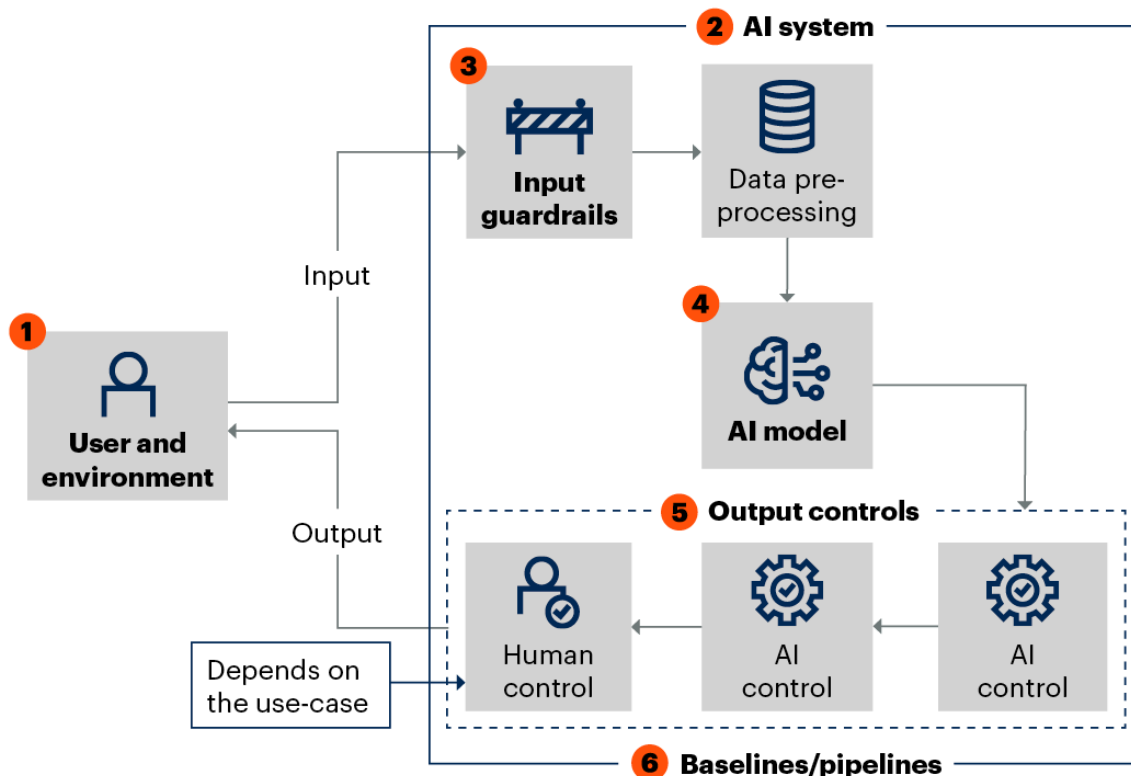 2 AI system
3
Input
guardrails
Data pre-
processing
Input
1
User and
environment
4
AI model
Output
5 Output controls
Human
control
AI
control
AI
control
Depends on
the use-case
6 Baselines/pipelines